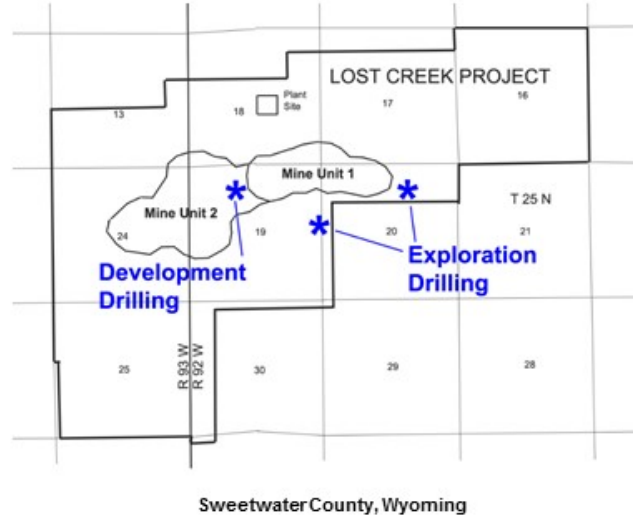 LOST CREEK PROJECT
13
18
Plant
Site
17
16
Mine Unit 1
Mine Unit 2
T 25 N
24
19
20
21
Development
Drilling
Exploration
Drilling
R 93 W
R 92 W
25
30
29
28
Sweetwater County, Wyoming